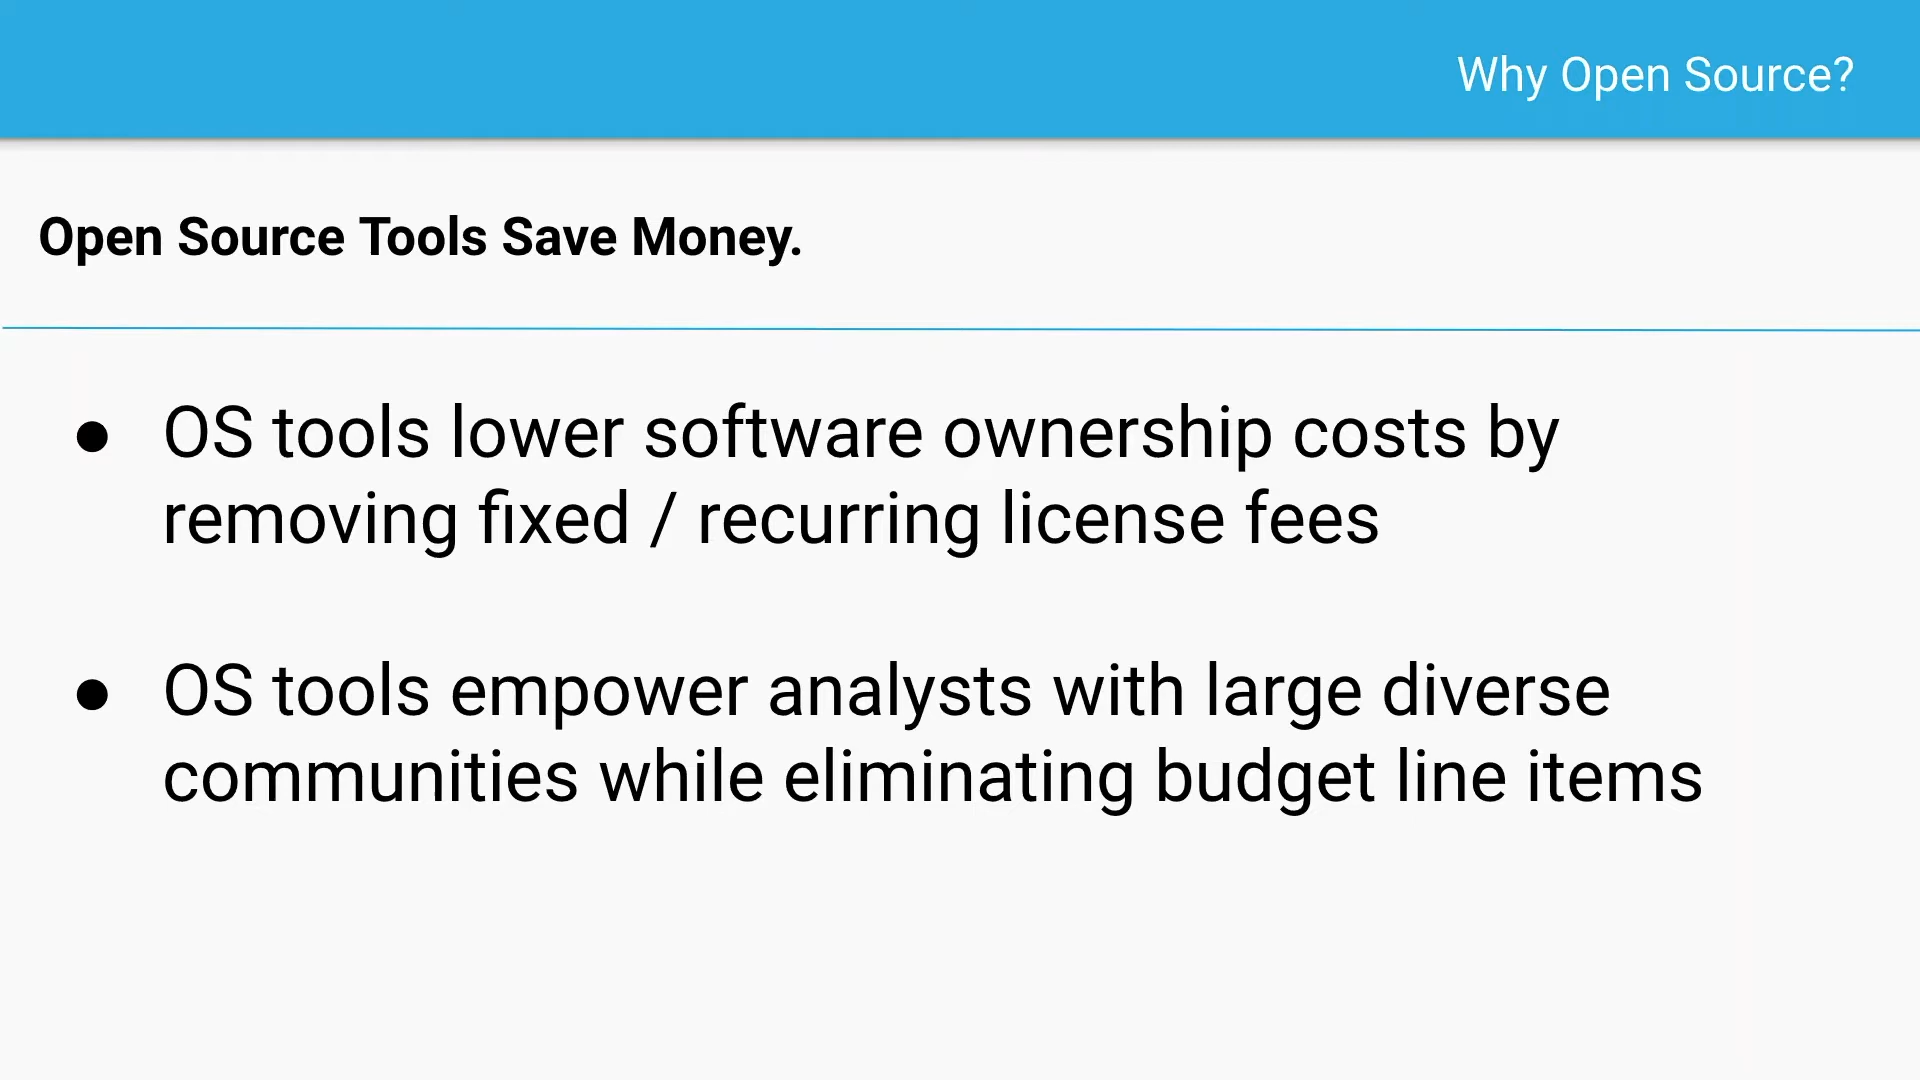 Why Open Source?
Open Source Tools Save Money.
● OS tools lower software ownership costs by
removing fixed / recurring license fees
● OS tools empower analysts with large diverse
communities while eliminating budget line items